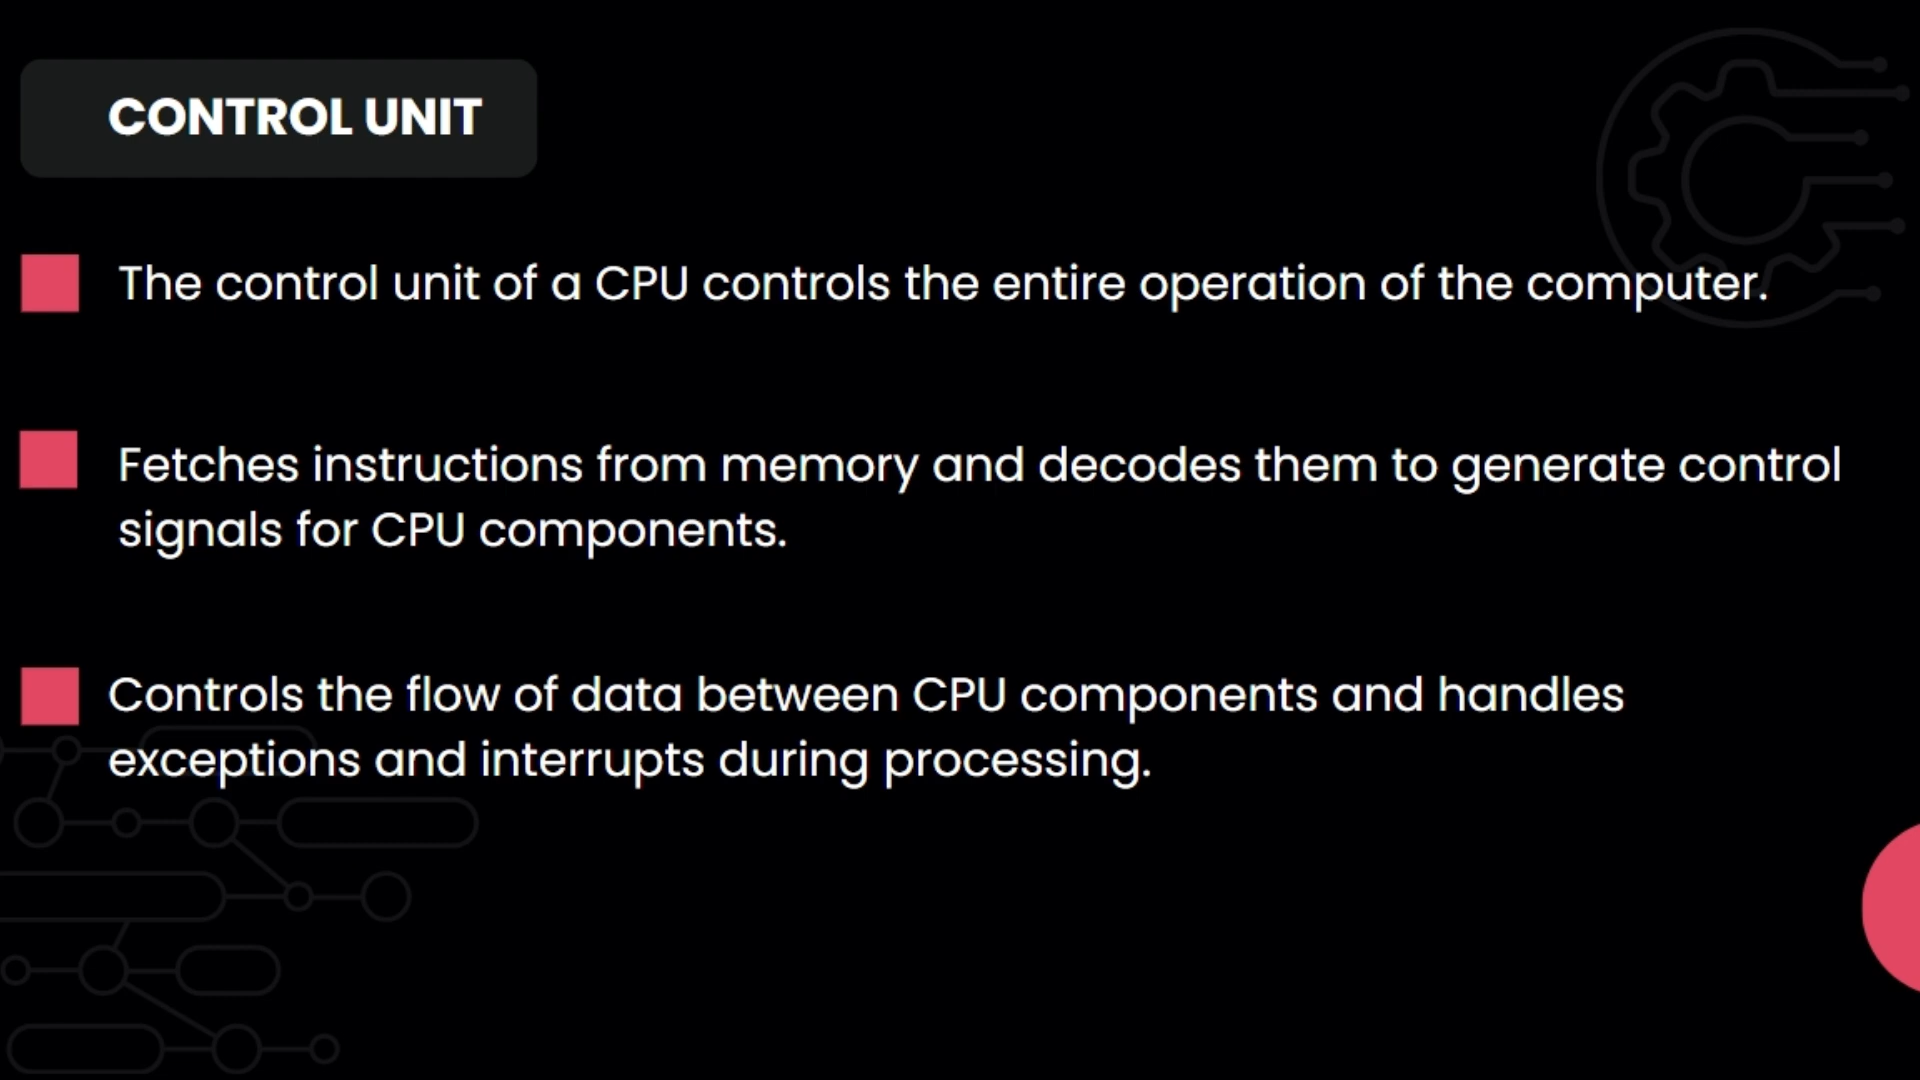 CONTROL UNIT
The control unit of a CPU controls the entire operation of the computer.
Fetches instructions from memory and decodes them to generate control
signals for CPU components.
Controls the flow of data between CPU components and handles
exceptions and interrupts during processing.